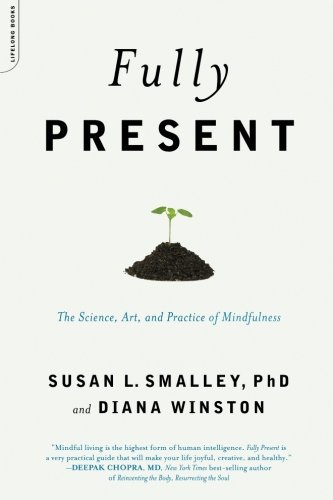 LIFELONG BOOKS
Fully
PRESENT
The Science, Art, and Practice of Mindfulness
SUSAN L. SMALLEY, PhD
and DIANA WINSTON
"Mindful living is the highest form of human intelligence. Fully Present is
a very practical guide that will make your life joyful, creative, and healthy."
—DEEPAK CHOPRA, MD, New York Times best-selling author of
Reinventing the Body, Resurrecting the Soul